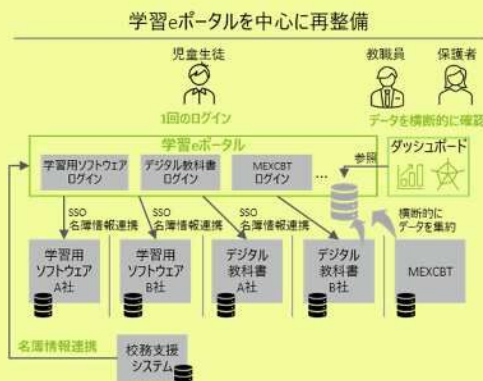 学習eポータルを中心に再整備
児童生徒
教職員
保護者
1回のログイン
データを横断的に確認
学習eポータル
ダッシュボード
参照
学習用ソフトウェア
ログイン
デジタル教科書
ログイン
MEXCBT
ログイン
...
SSO
名簿情報連携
SSO
名簿情報連携
SSO
名簿情報連携
SSO
名簿情報連携
横断的に
データを集約
学習用
ソフトウェア
A社
学習用
ソフトウェア
B社
デジタル
教科書
A社
デジタル
教科書
B社
MEXCBT
名簿情報連携
校務支援
システム